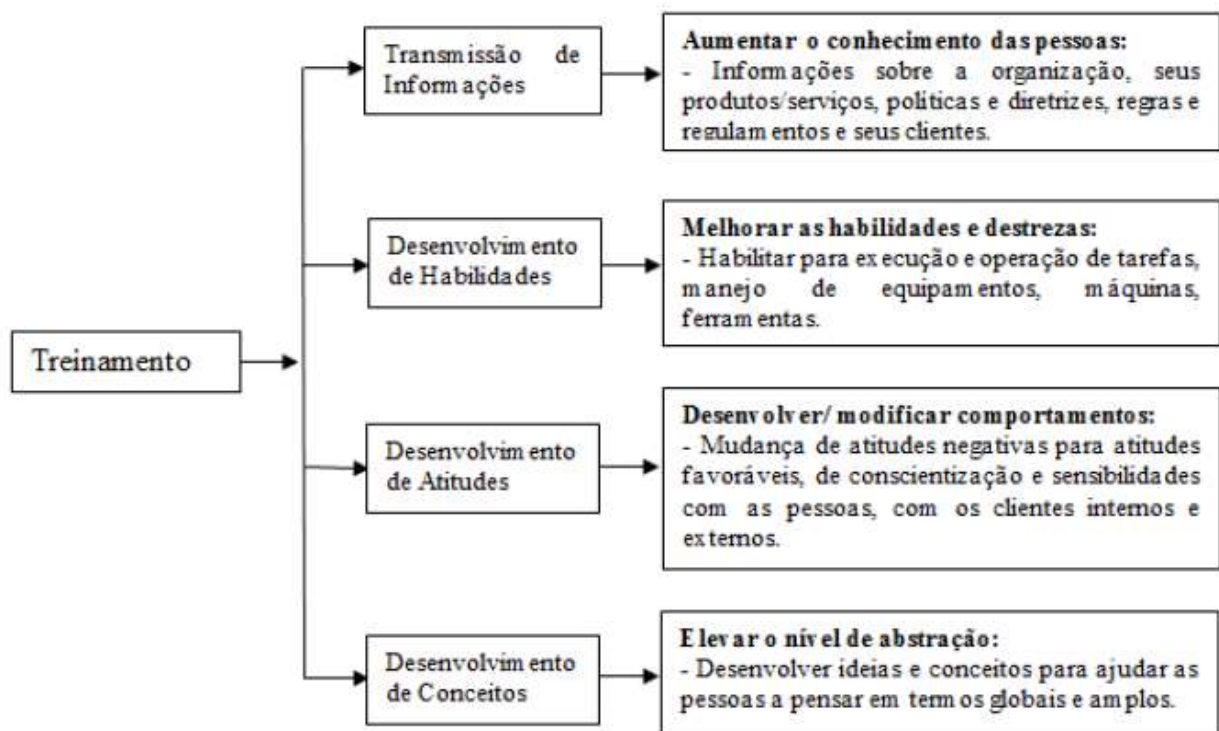 Treinamento
Transmissão de
Informações
Aumentar o conhecimento das pessoas:
- Informações sobre a organização, seus
produtos/serviços, políticas e diretrizes, regras e
regulamentos e seus clientes.
Desenvolvimento
de Habilidades
Melhorar as habilidades e destrezas:
- Habilitar para execução e operação de tarefas,
manejo de equipamentos, máquinas,
ferramentas.
Desenvolvimento
de Atitudes
Desenvolver/ modificar comportamentos:
- Mudança de atitudes negativas para atitudes
favoráveis, de conscientização e sensibilidades
com as pessoas, com os clientes internos e
externos.
Desenvolvimento
de Conceitos
Elevar o nível de abstração:
- Desenvolver ideias e conceitos para ajudar as
pessoas a pensar em termos globais e amplos.